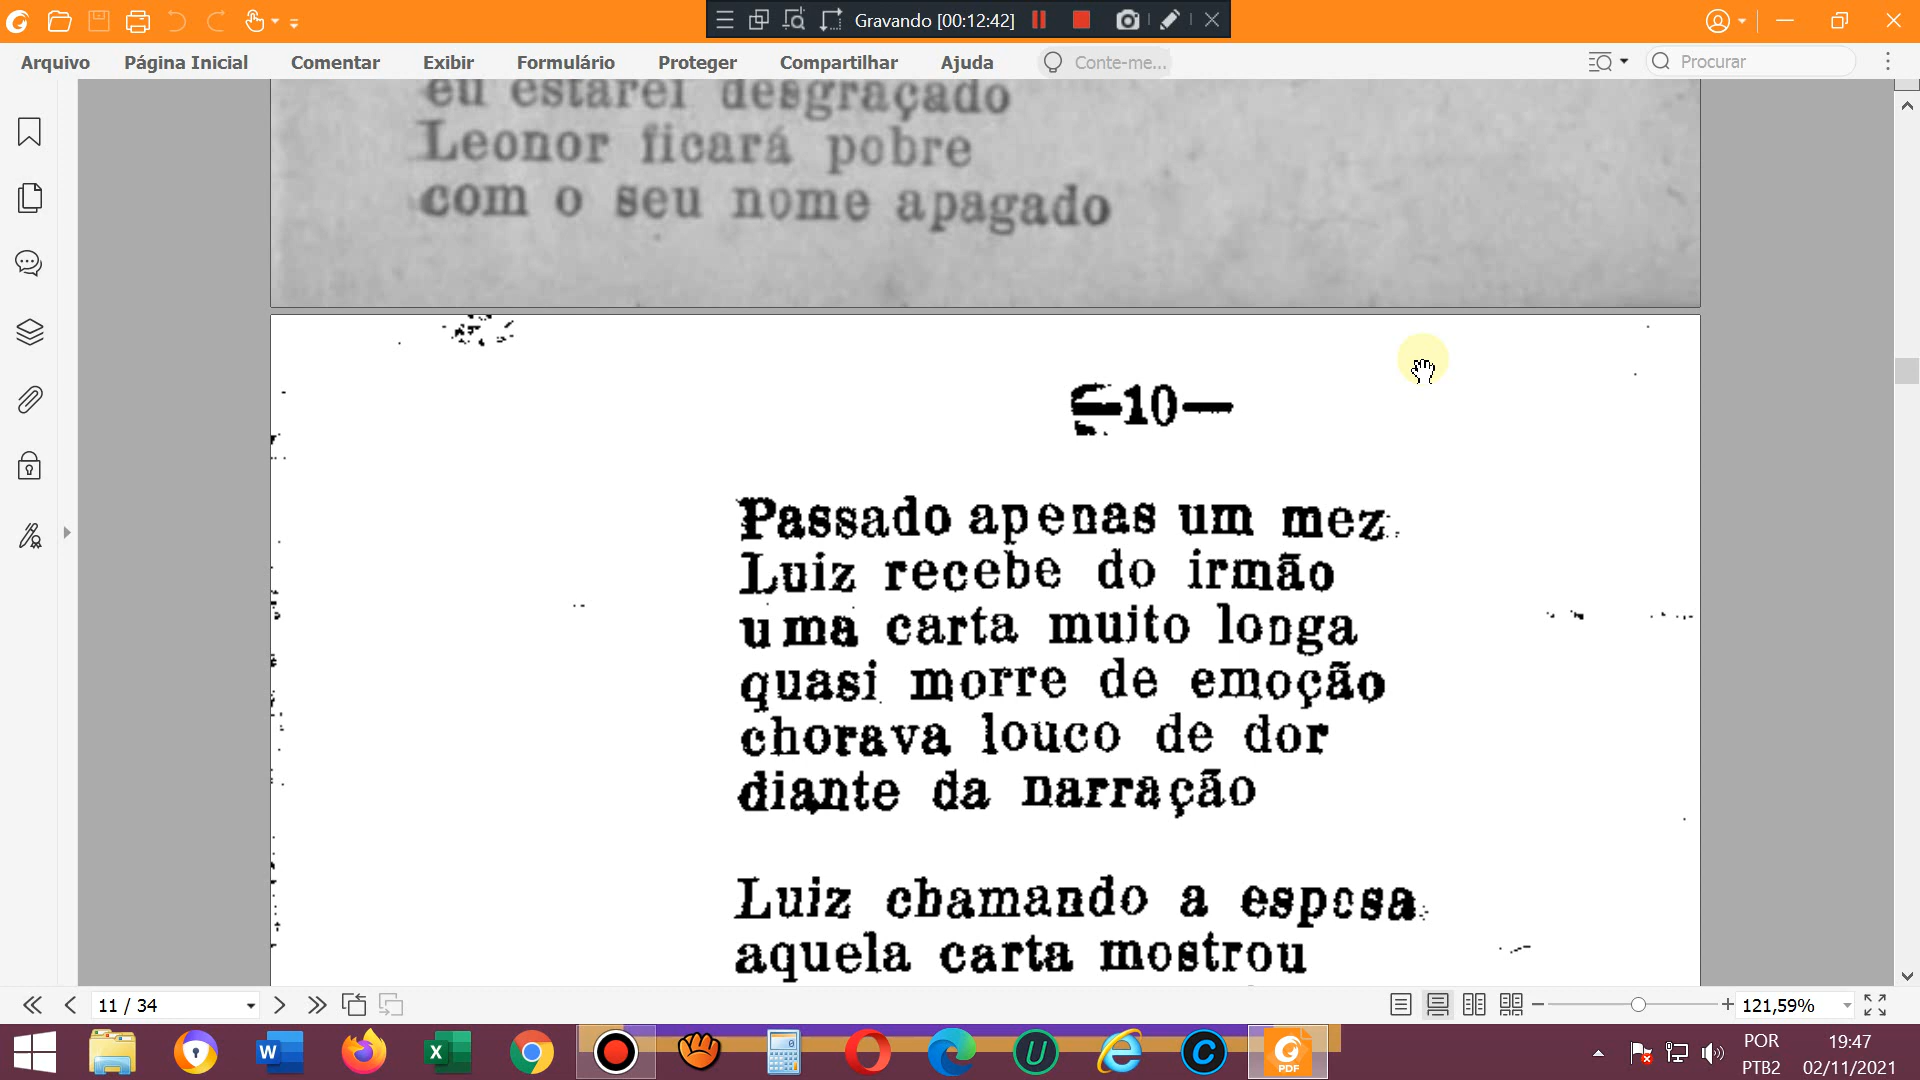 Gravando [00:12:42]
Arquivo Página Inicial Comentar Exibir Formulário Proteger Compartilhar Ajuda Conte-me... Procurar
eu estarei desgraçado
Leonor ficará pobre
com o seu nome apagado
—10—
Passado apenas um mez
Luiz recebe do irmão
uma carta muito longa
quasi morre de emoção
chorava louco de dor
diante da narração
Luiz chamando a esposa
aquela carta mostrou
11 / 34
121,59%
POR 19:47
PTB2 02/11/2021